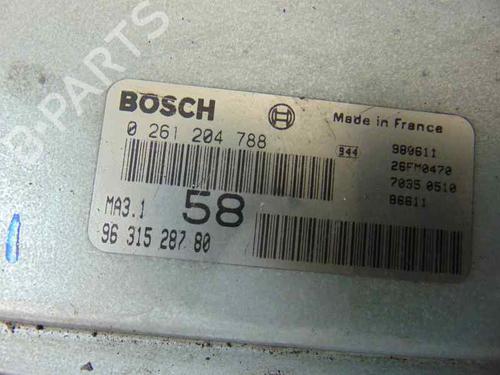 PARTS
BOSCH
Made in France
0 261 204 788
944
980611
26FM0470
7035 0510
86611
MA3.1
58
96 315 287 80